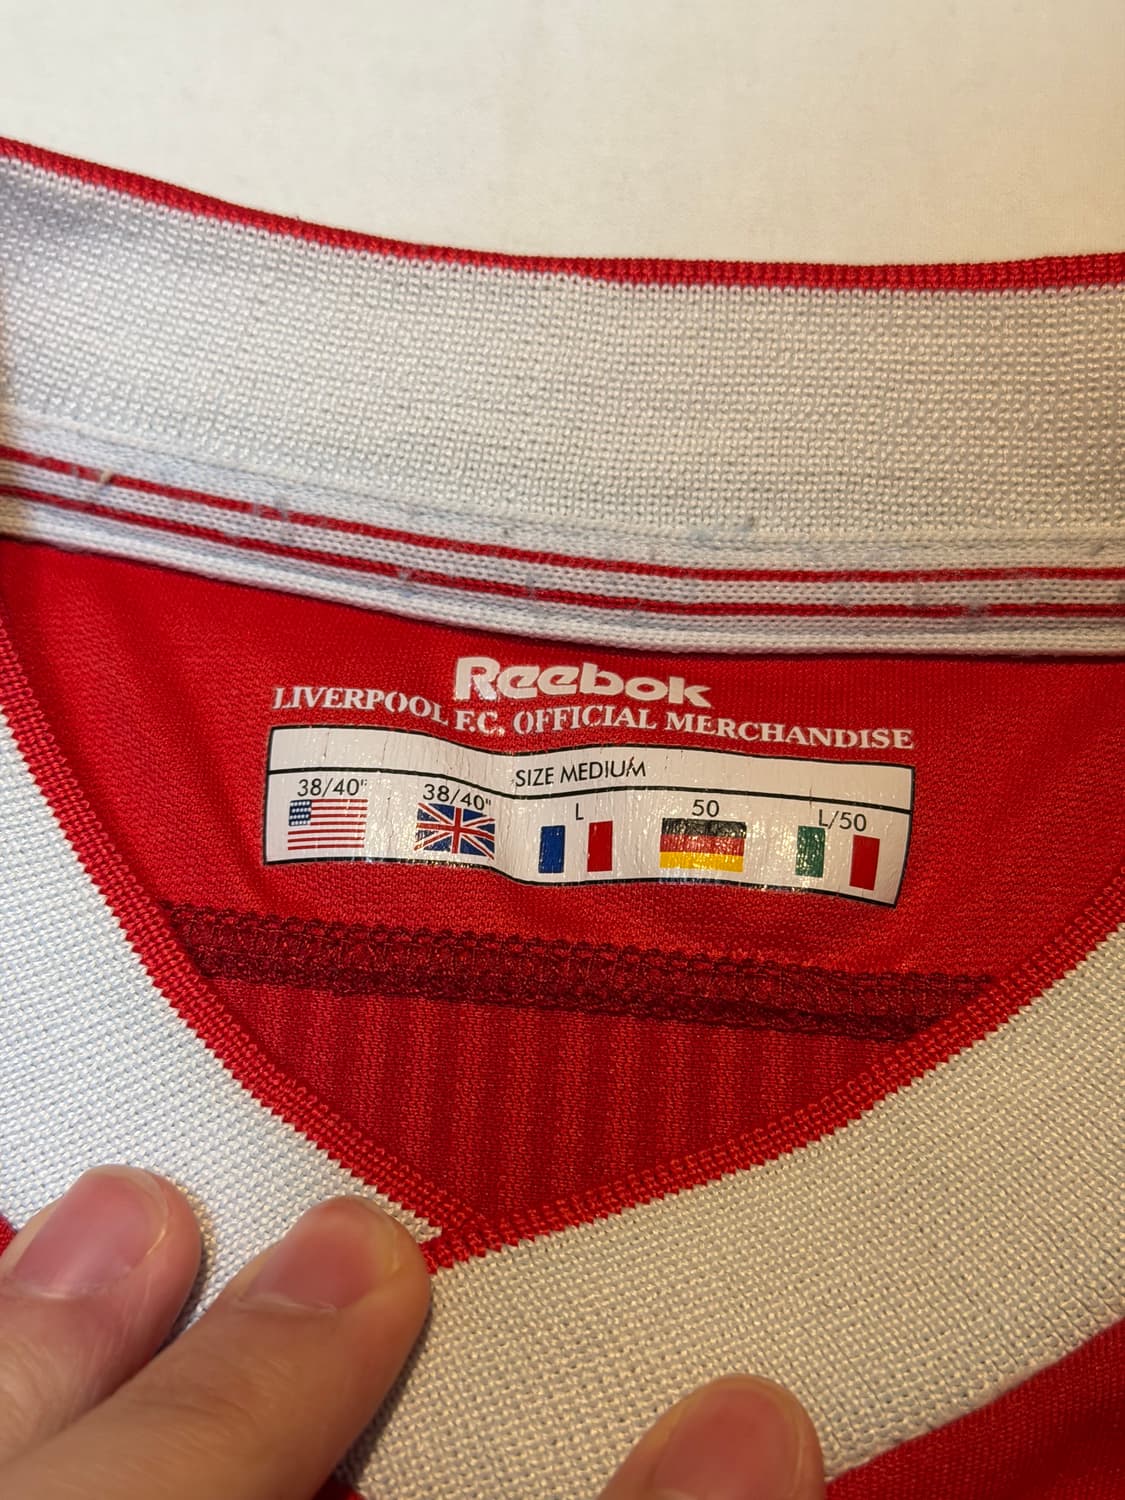 Reebok
LIVERPOOL F.C. OFFICIAL MERCHANDISE
SIZE MEDIUM
38/40" 38/40" L 50 L/50